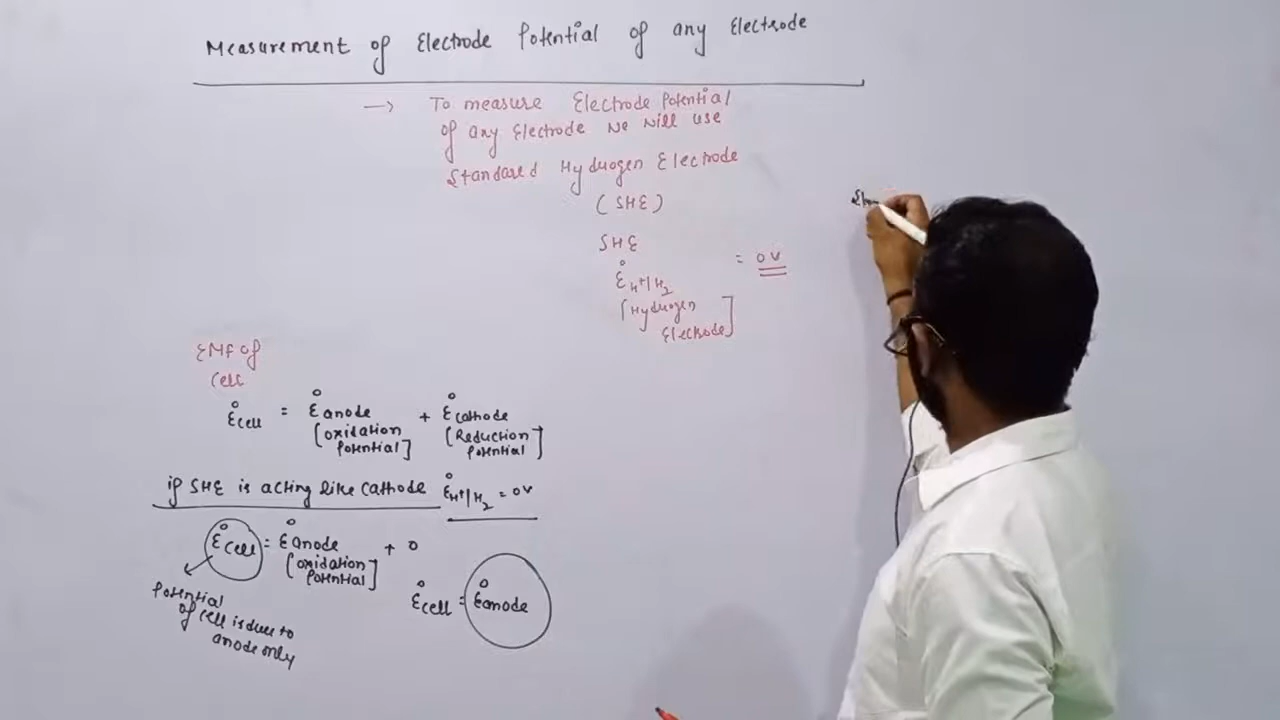 Measurement of Electrode Potential of any Electrode
→ To measure Electrode Potential
of any Electrode we will use
Standard Hydrogen Electrode
(SHE)
SHE
E°H⁺/H₂ = 0V
[Hydrogen
Electrode]
EMF of
Cell
E°cell = E°anode + E°cathode
[oxidation
potential] [Reduction
potential]
if SHE is acting like cathode E°H⁺/H₂ = 0V
E°cell = E°anode + 0
[oxidation
potential]
Potential
of cell is due to
anode only
E°cell = E°anode